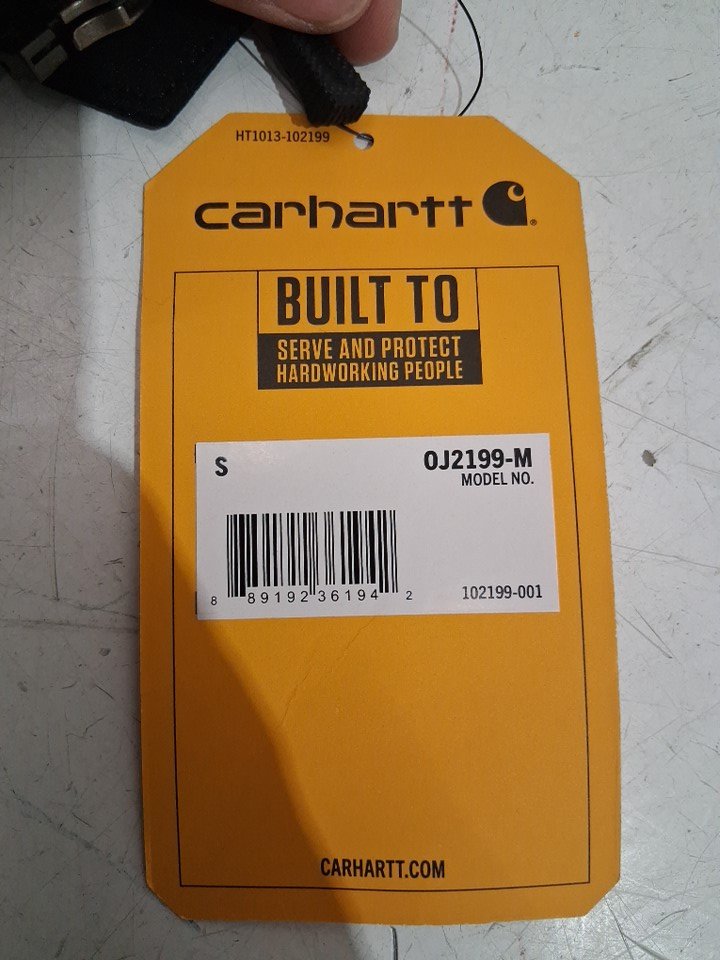 HT1013-102199
carhartt
BUILT TO
SERVE AND PROTECT
HARDWORKING PEOPLE
S
0J2199-M
MODEL NO.
8 89192 36194 2
102199-001
CARHARTT.COM